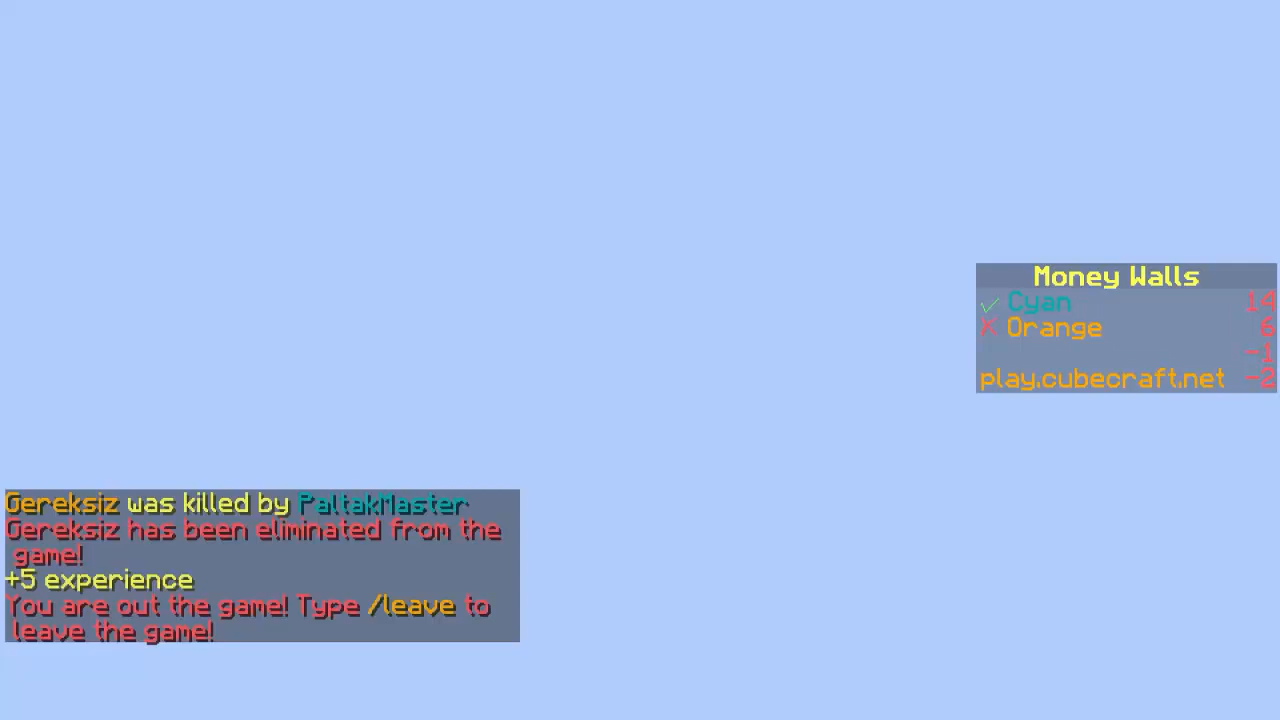 Money Walls
✓ Cyan 14
X Orange 6
-1
play.cubecraft.net -2
Gereksiz was killed by PaltakMaster
Gereksiz has been eliminated from the
game!
+5 experience
You are out the game! Type /leave to
leave the game!